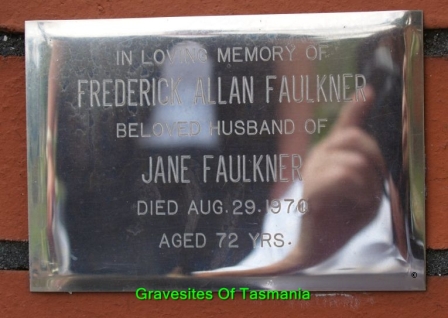 IN LOVING MEMORY OF
FREDERICK ALLAN FAULKNER
BELOVED HUSBAND OF
JANE FAULKNER
DIED AUG. 29.
AGED 72 YRS.
Gravesites Of Tasmania